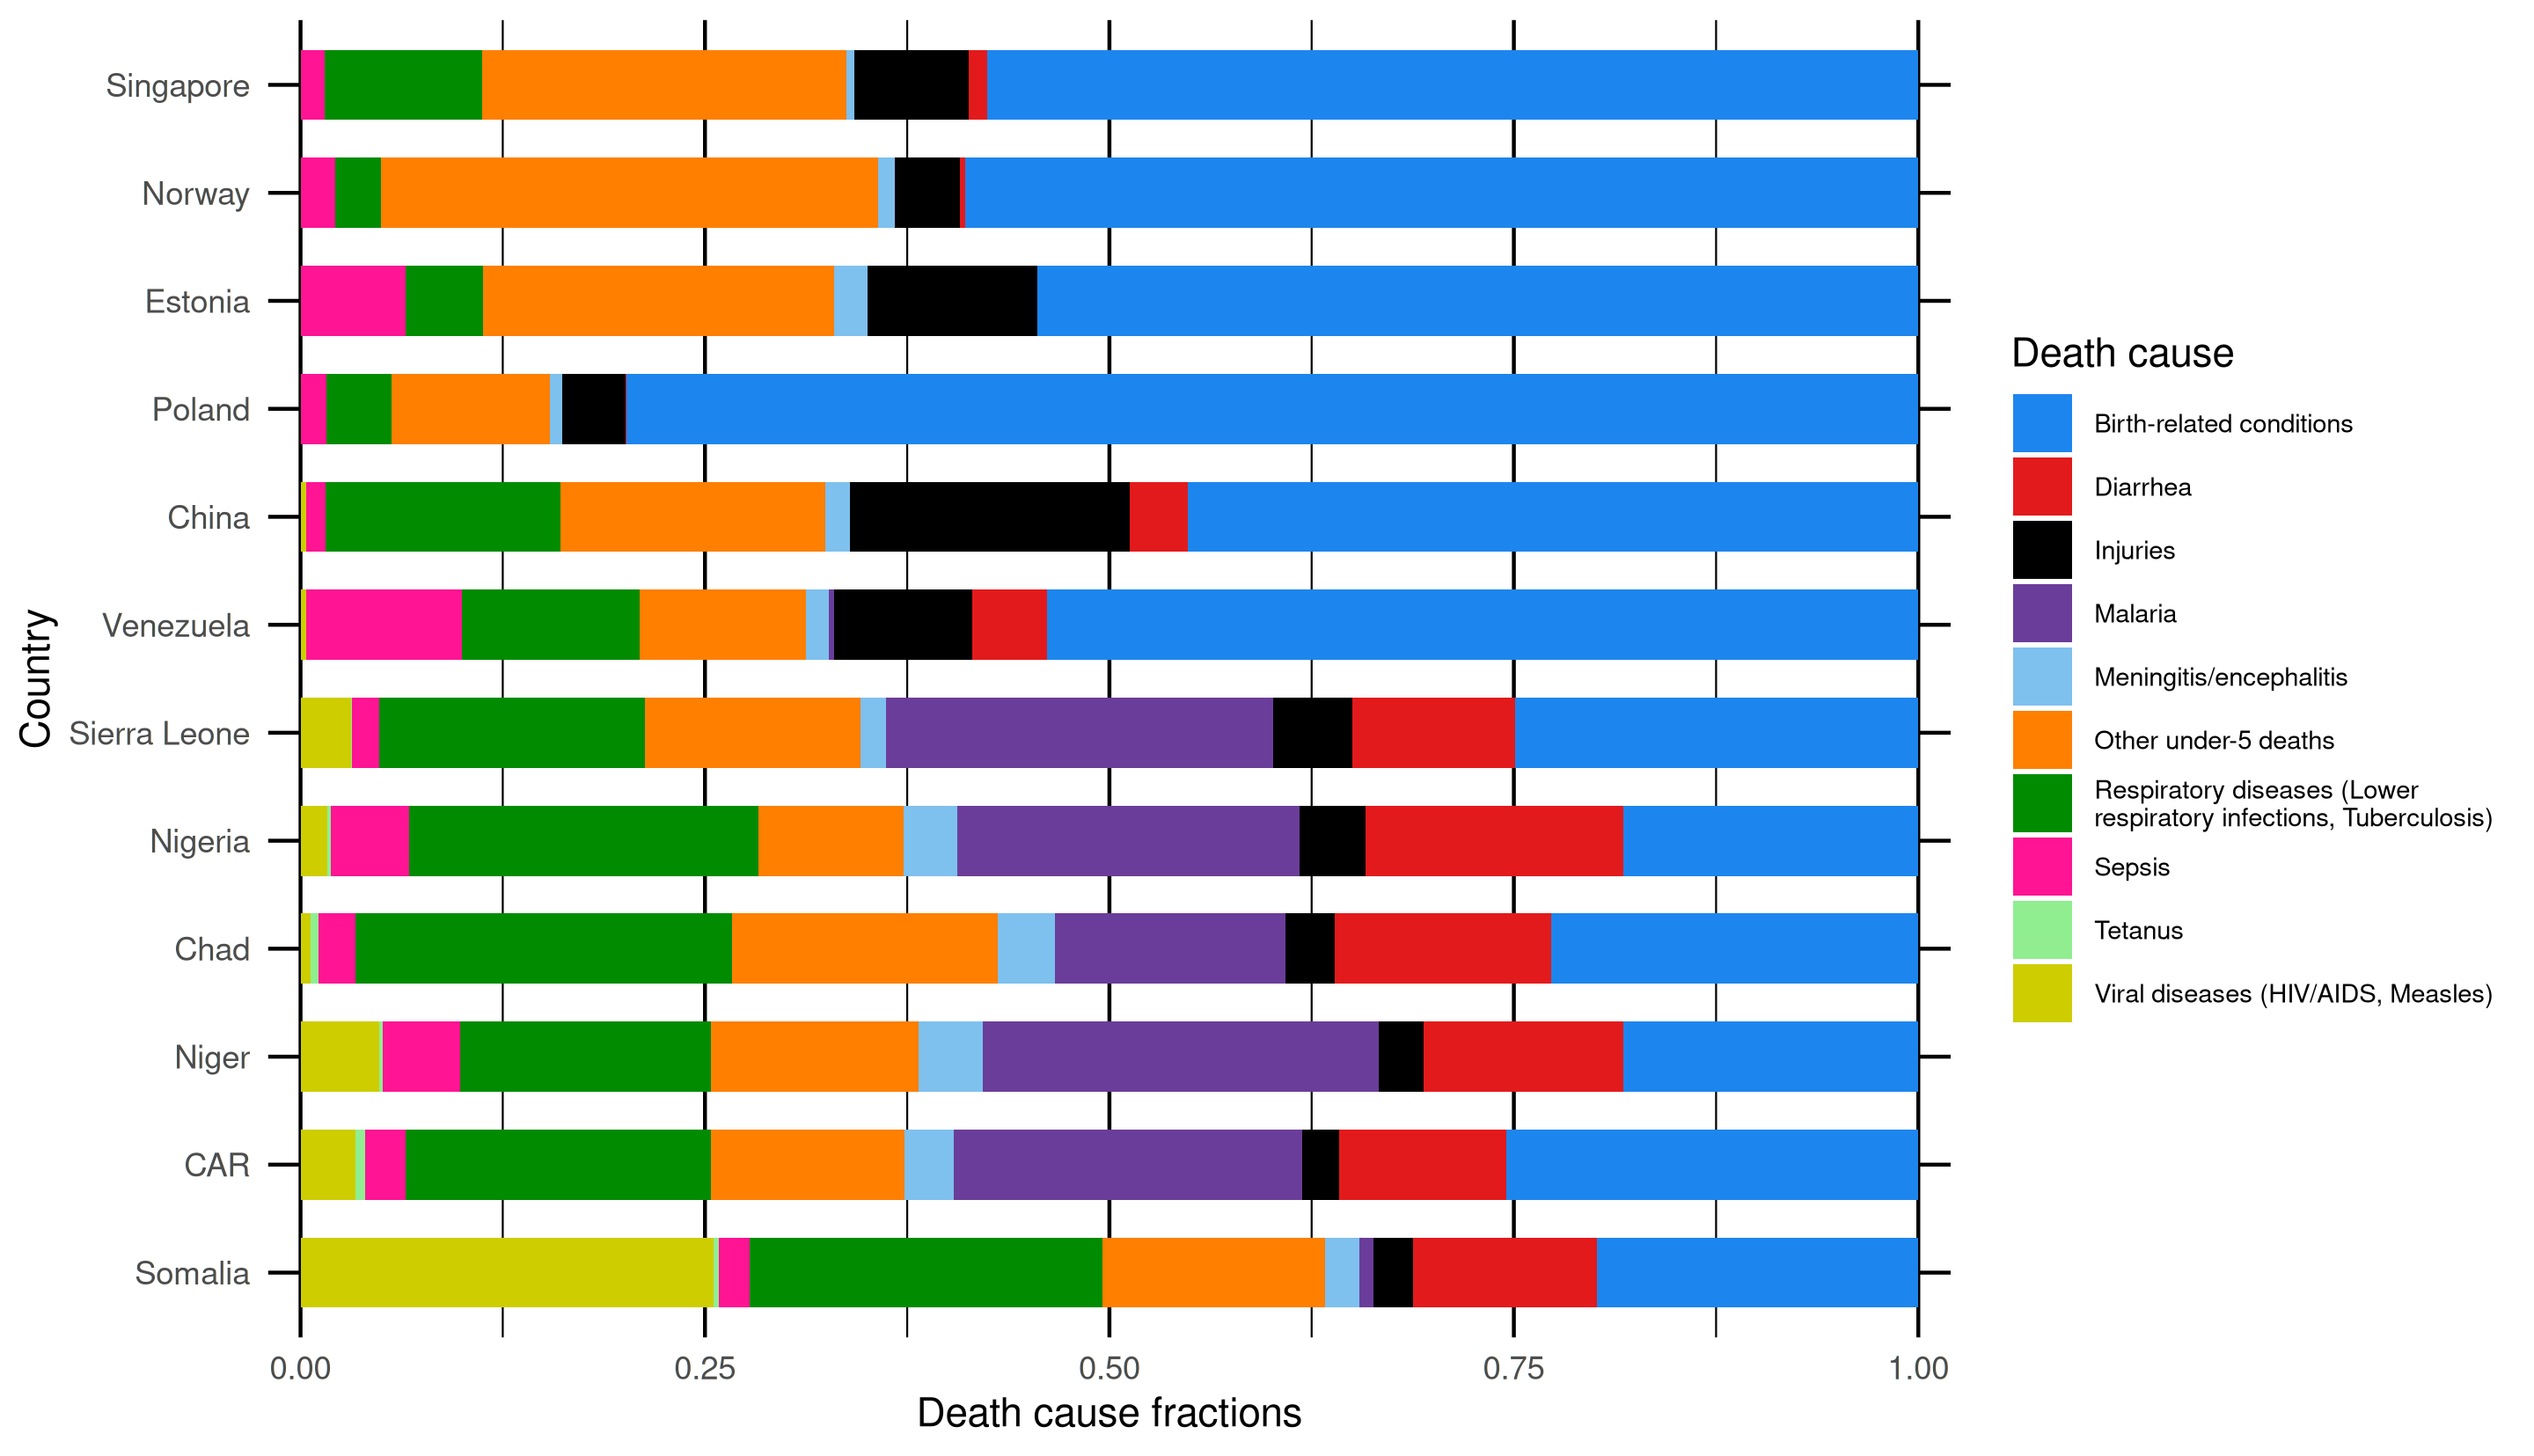 Singapore
Norway
Estonia
Poland
China
Venezuela
Sierra Leone
Nigeria
Chad
Niger
CAR
Somalia
Country
0.00 0.25 0.50 0.75 1.00
Death cause fractions
Death cause
Birth-related conditions
Diarrhea
Injuries
Malaria
Meningitis/encephalitis
Other under-5 deaths
Respiratory diseases (Lower
respiratory infections, Tuberculosis)
Sepsis
Tetanus
Viral diseases (HIV/AIDS, Measles)